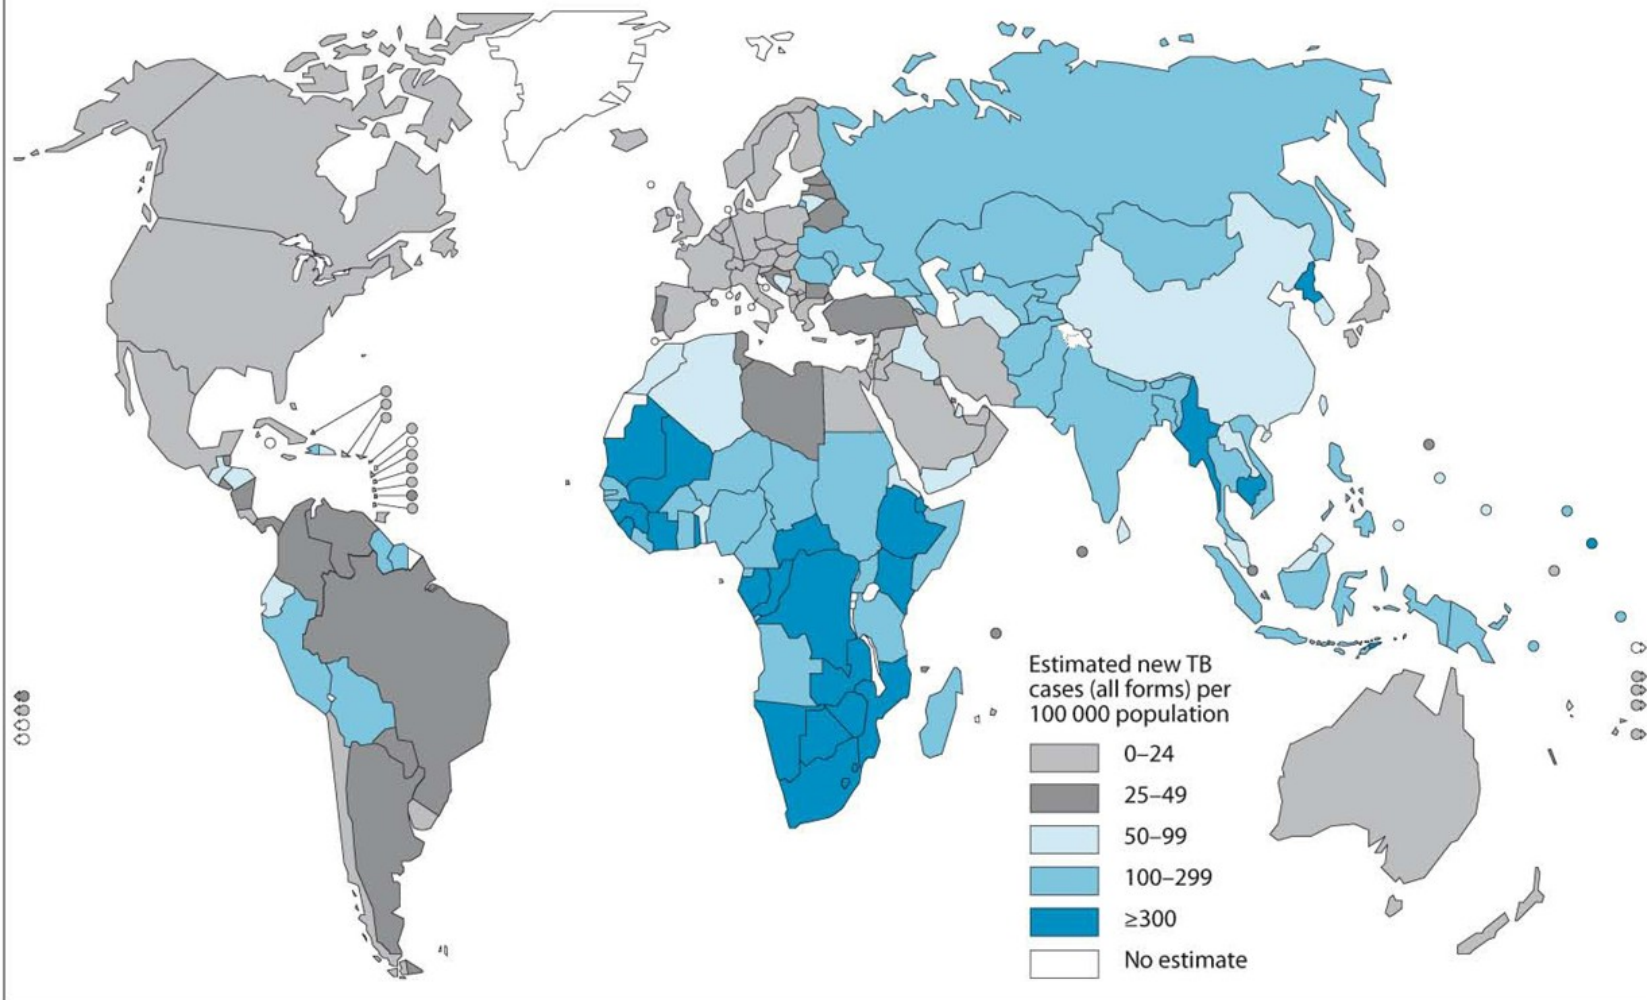 Estimated new TB
cases (all forms) per
100 000 population
0–24
25–49
50–99
100–299
≥300
No estimate